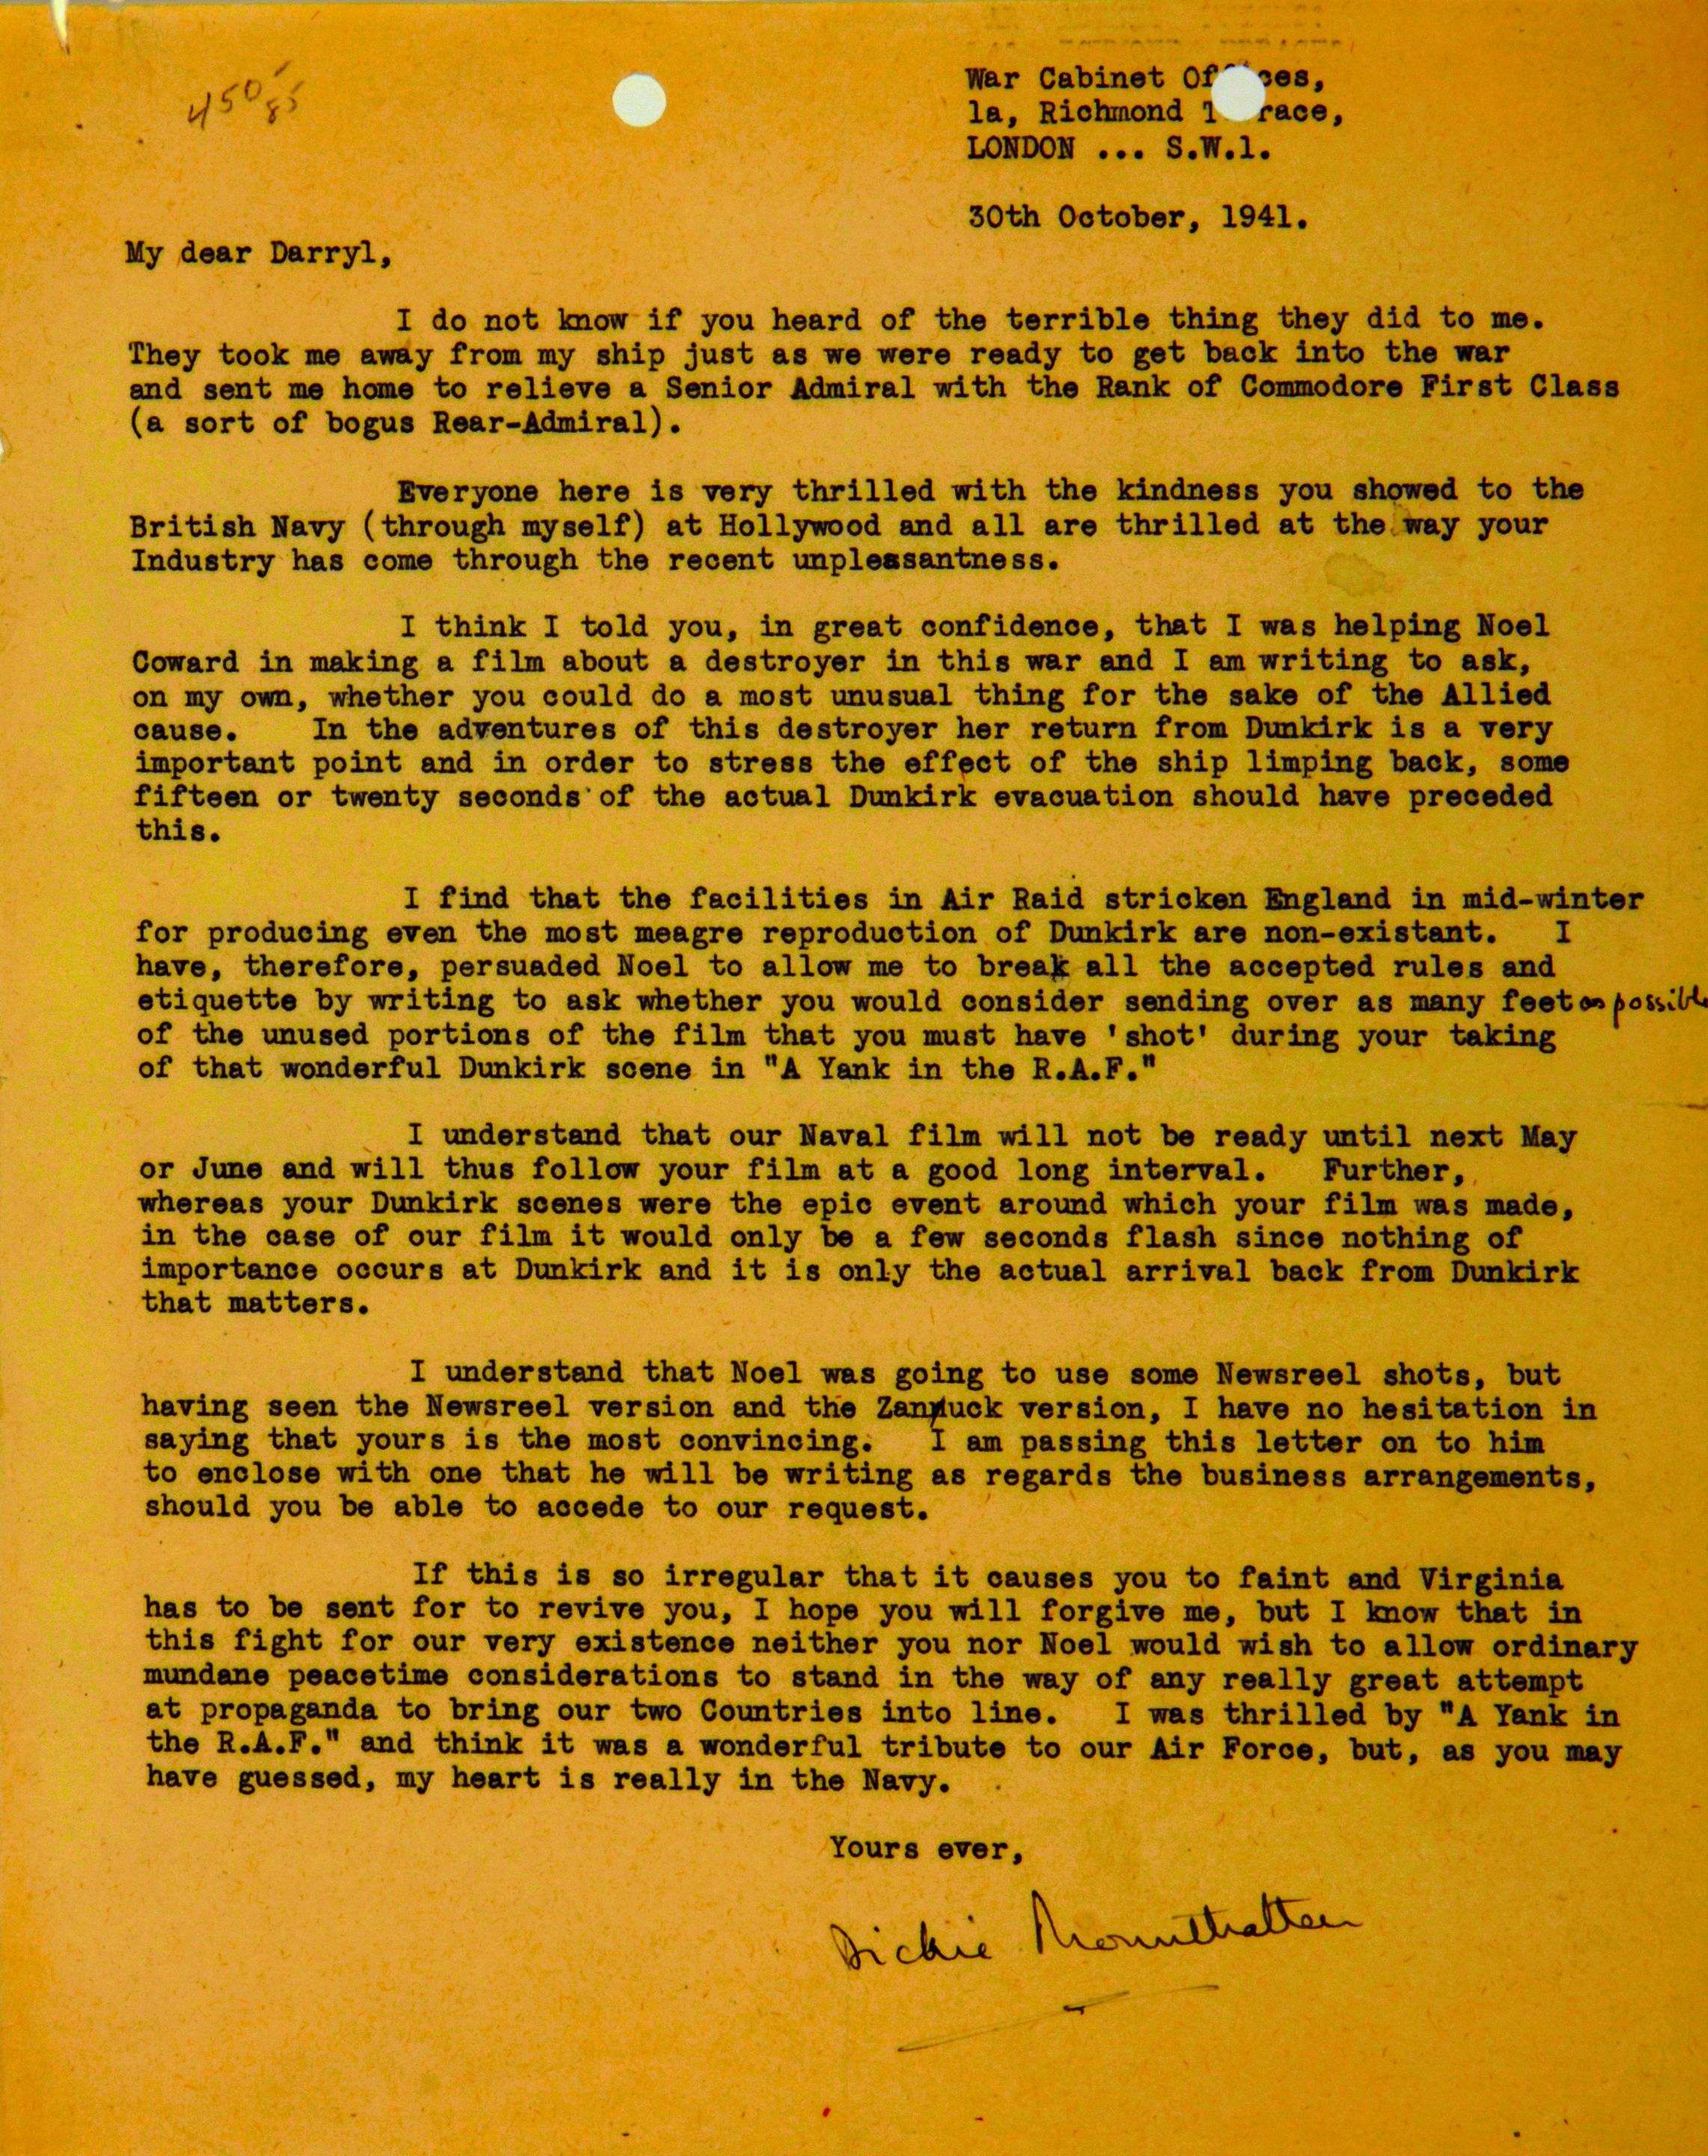 450 85
War Cabinet Of ces,
1a, Richmond T race,
LONDON ... S.W.1.
30th October, 1941.
My dear Darryl,
I do not know if you heard of the terrible thing they did to me.
They took me away from my ship just as we were ready to get back into the war
and sent me home to relieve a Senior Admiral with the Rank of Commodore First Class
(a sort of bogus Rear-Admiral).
Everyone here is very thrilled with the kindness you showed to the
British Navy (through myself) at Hollywood and all are thrilled at the way your
Industry has come through the recent unpleassantness.
I think I told you, in great confidence, that I was helping Noel
Coward in making a film about a destroyer in this war and I am writing to ask,
on my own, whether you could do a most unusual thing for the sake of the Allied
cause. In the adventures of this destroyer her return from Dunkirk is a very
important point and in order to stress the effect of the ship limping back, some
fifteen or twenty seconds of the actual Dunkirk evacuation should have preceded
this.
I find that the facilities in Air Raid stricken England in mid-winter
for producing even the most meagre reproduction of Dunkirk are non-existant. I
have, therefore, persuaded Noel to allow me to break all the accepted rules and
etiquette by writing to ask whether you would consider sending over as many feet as possible
of the unused portions of the film that you must have 'shot' during your taking
of that wonderful Dunkirk scene in "A Yank in the R.A.F."
I understand that our Naval film will not be ready until next May
or June and will thus follow your film at a good long interval. Further,
whereas your Dunkirk scenes were the epic event around which your film was made,
in the case of our film it would only be a few seconds flash since nothing of
importance occurs at Dunkirk and it is only the actual arrival back from Dunkirk
that matters.
I understand that Noel was going to use some Newsreel shots, but
having seen the Newsreel version and the Zanuck version, I have no hesitation in
saying that yours is the most convincing. I am passing this letter on to him
to enclose with one that he will be writing as regards the business arrangements,
should you be able to accede to our request.
If this is so irregular that it causes you to faint and Virginia
has to be sent for to revive you, I hope you will forgive me, but I know that in
this fight for our very existence neither you nor Noel would wish to allow ordinary
mundane peacetime considerations to stand in the way of any really great attempt
at propaganda to bring our two Countries into line. I was thrilled by "A Yank in
the R.A.F." and think it was a wonderful tribute to our Air Force, but, as you may
have guessed, my heart is really in the Navy.
Yours ever,
Dickie Mountbatten